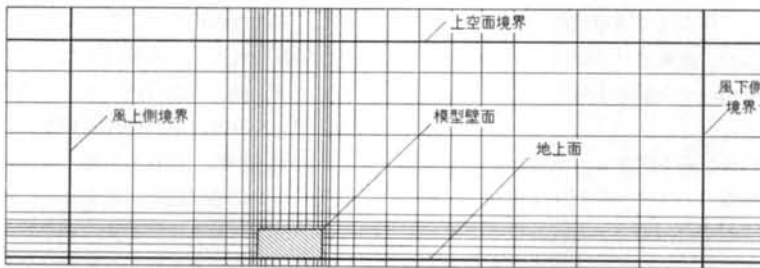 上空面境界
風下側
境界
風上側境界
模型壁面
地上面